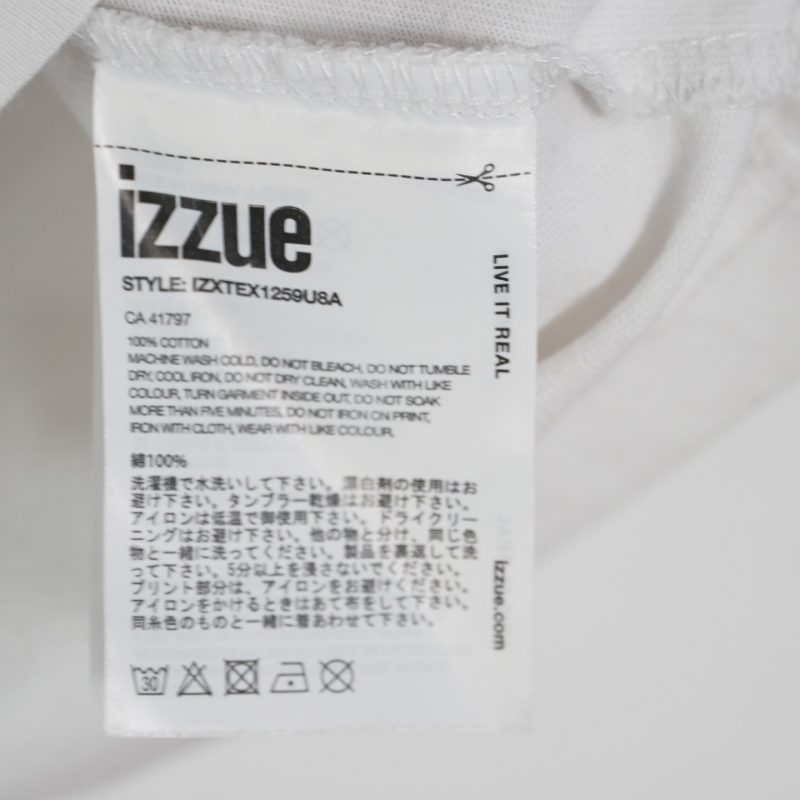 izzue
STYLE: IZXTEX1259U8A
CA 41797
100% COTTON
MACHINE WASH COLD, DO NOT BLEACH, DO NOT TUMBLE
DRY, COOL IRON, DO NOT DRY CLEAN, WASH WITH LIKE
COLOUR, TURN GARMENT INSIDE OUT, DO NOT SOAK
MORE THAN FIVE MINUTES, DO NOT IRON ON PRINT,
IRON WITH CLOTH, WEAR WITH LIKE COLOUR.
綿100%
洗濯機で水洗いして下さい。漂白剤の使用はお
避け下さい。タンブラー乾燥はお避け下さい。
アイロンは低温で御使用下さい。ドライクリー
ニングはお避け下さい。他の物と分け、同じ色
物と一緒に洗ってください。製品を裏返して洗
って下さい。5分以上を浸さないでください。
プリント部分は、アイロンをお避けください。
アイロンをかけるときはあて布をして下さい。
同糸色のものと一緒に着あわせて下さい。
30
LIVE IT REAL
izzue.com